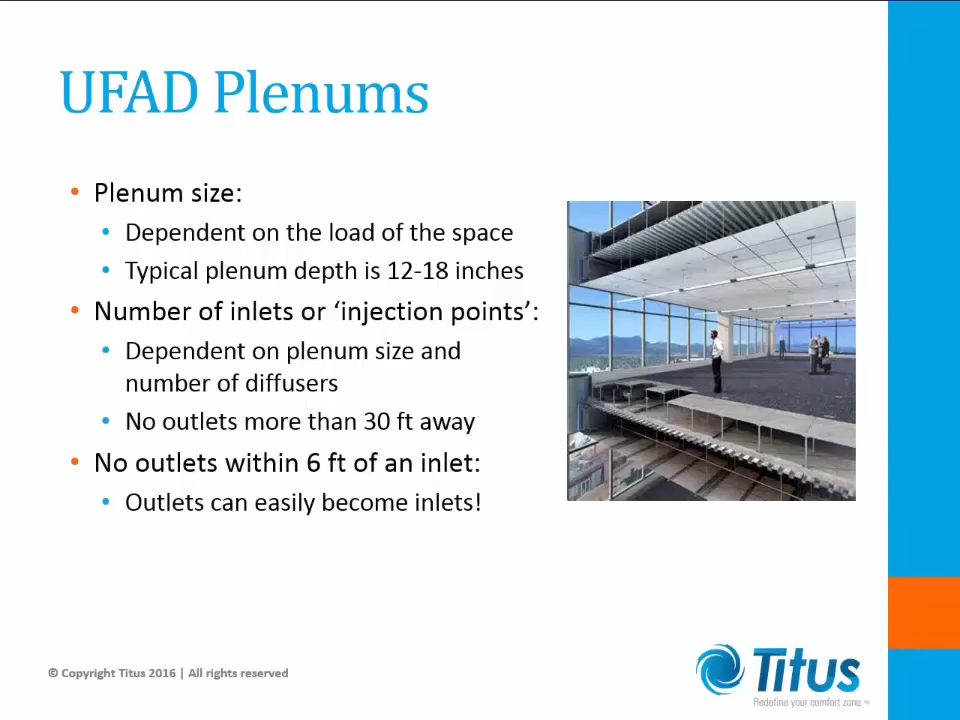 UFAD Plenums
• Plenum size:
• Dependent on the load of the space
• Typical plenum depth is 12-18 inches
• Number of inlets or ‘injection points’:
• Dependent on plenum size and
number of diffusers
• No outlets more than 30 ft away
• No outlets within 6 ft of an inlet:
• Outlets can easily become inlets!
© Copyright Titus 2016 | All rights reserved
Titus
Redefine your comfort zone.™